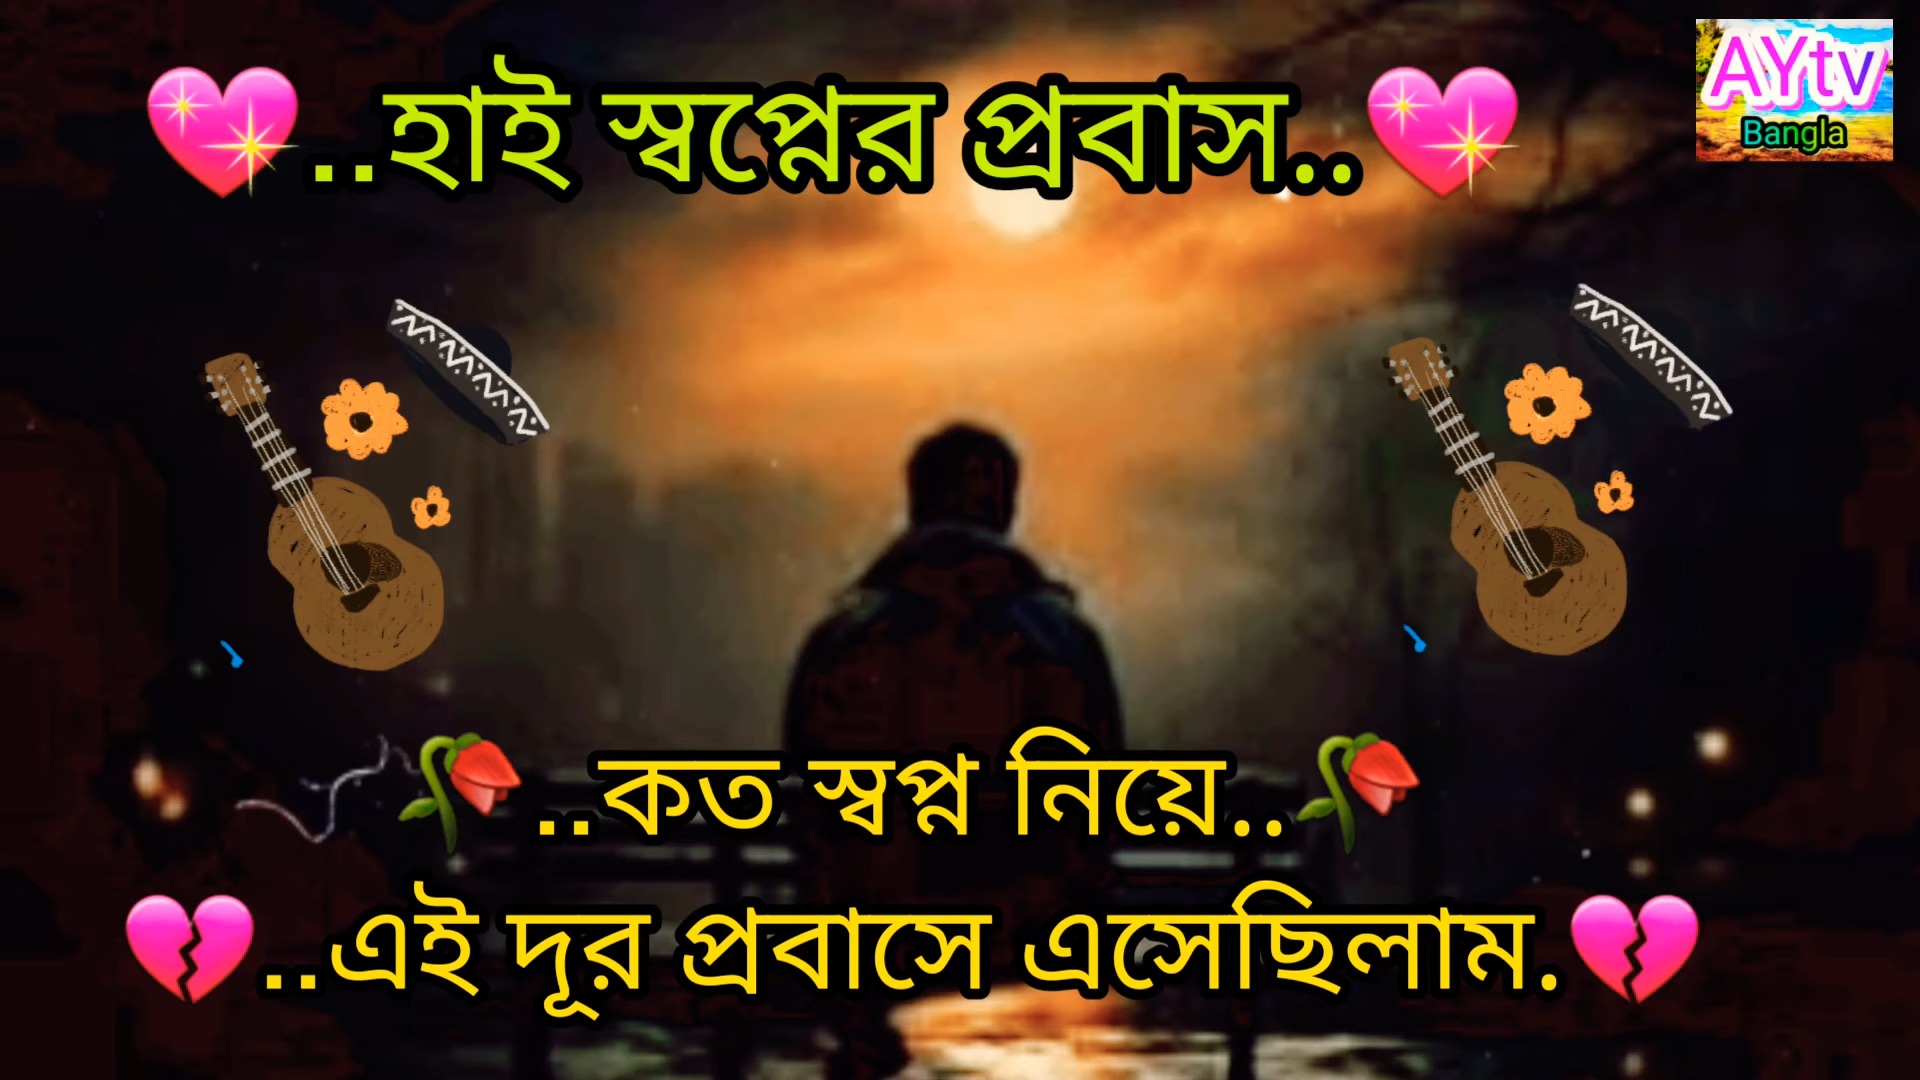 AYtv
Bangla
💖..হাই স্বপ্নের প্রবাস..💖
🥀..কত স্বপ্ন নিয়ে..🥀
💔..এই দূর প্রবাসে এসেছিলাম.💔